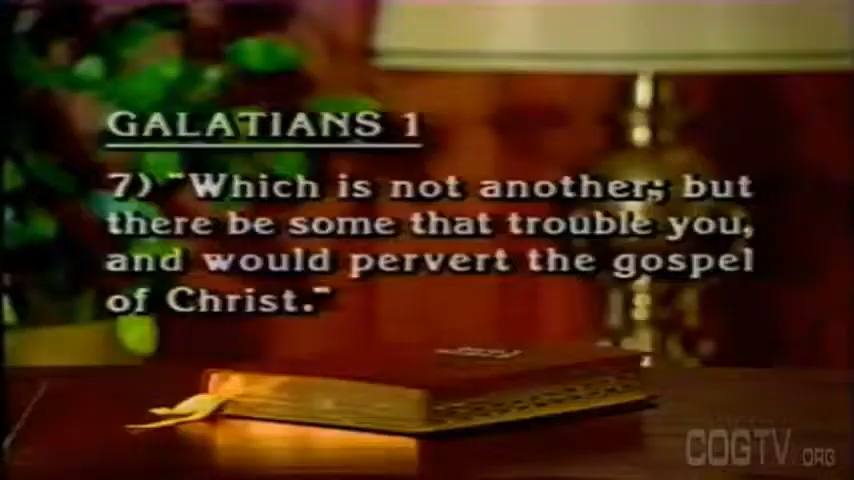 GALATIANS 1
7) "Which is not another; but
there be some that trouble you,
and would pervert the gospel
of Christ."
COGTV.ORG